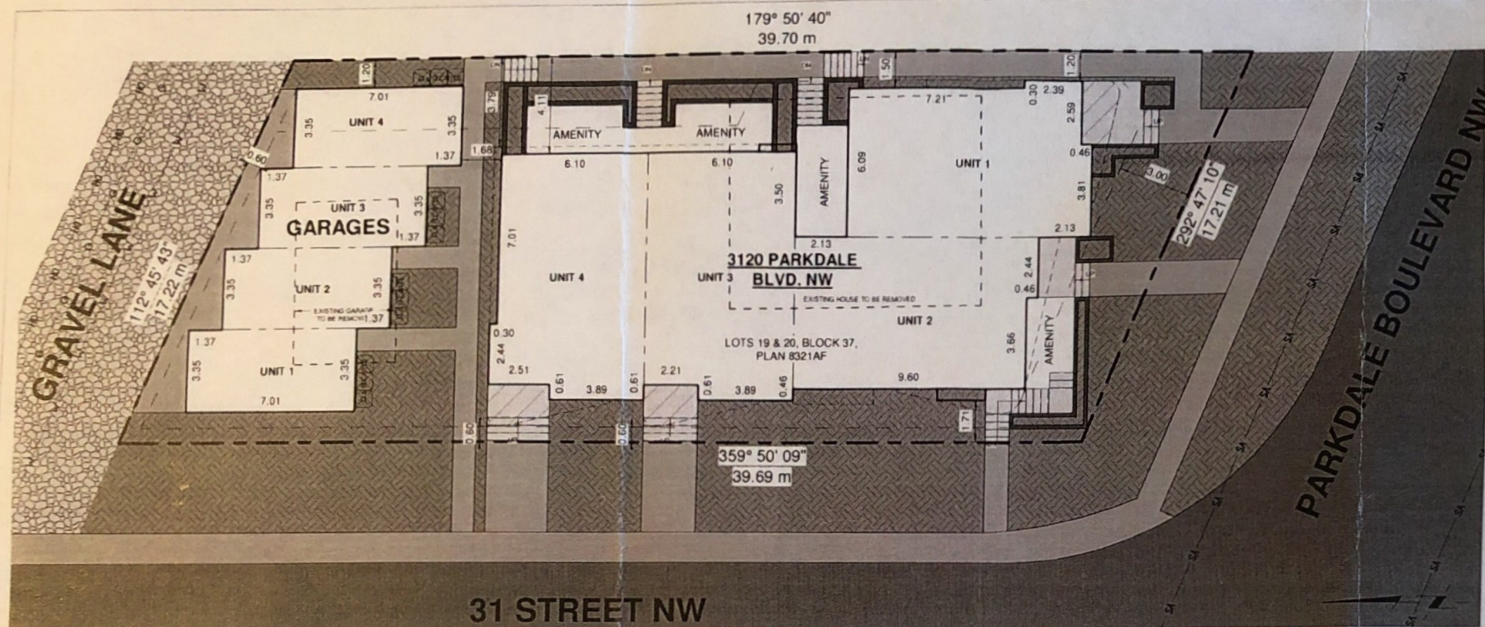 179° 50' 40"
39.70 m
1.20
7.01
UNIT 4
3.35
3.35
1.37
0.60
1.37
UNIT 3
3.35
3.35
GARAGES
1.37
1.37
UNIT 2
3.35
3.35
EXISTING GARAGE
TO BE REMOVED
1.37
1.37
UNIT 1
3.35
3.35
7.01
GRAVEL LANE
112° 45' 43"
17.22 m
3.79
4.11
1.68
AMENITY
AMENITY
6.10
6.10
3.50
AMENITY
6.09
1.50
7.21
1.20
0.30
2.39
2.59
UNIT 1
0.46
3.81
3.00
2.13
2.13
7.01
UNIT 4
UNIT 3
3120 PARKDALE
BLVD. NW
EXISTING HOUSE TO BE REMOVED
UNIT 2
2.44
0.46
LOTS 19 & 20, BLOCK 37,
PLAN 8321AF
0.30
2.44
2.51
0.61
3.89
0.61
2.21
0.61
3.89
0.46
9.60
3.66
AMENITY
1.71
0.60
0.60
359° 50' 09"
39.69 m
292° 47' 10"
17.21 m
PARKDALE BOULEVARD NW
31 STREET NW